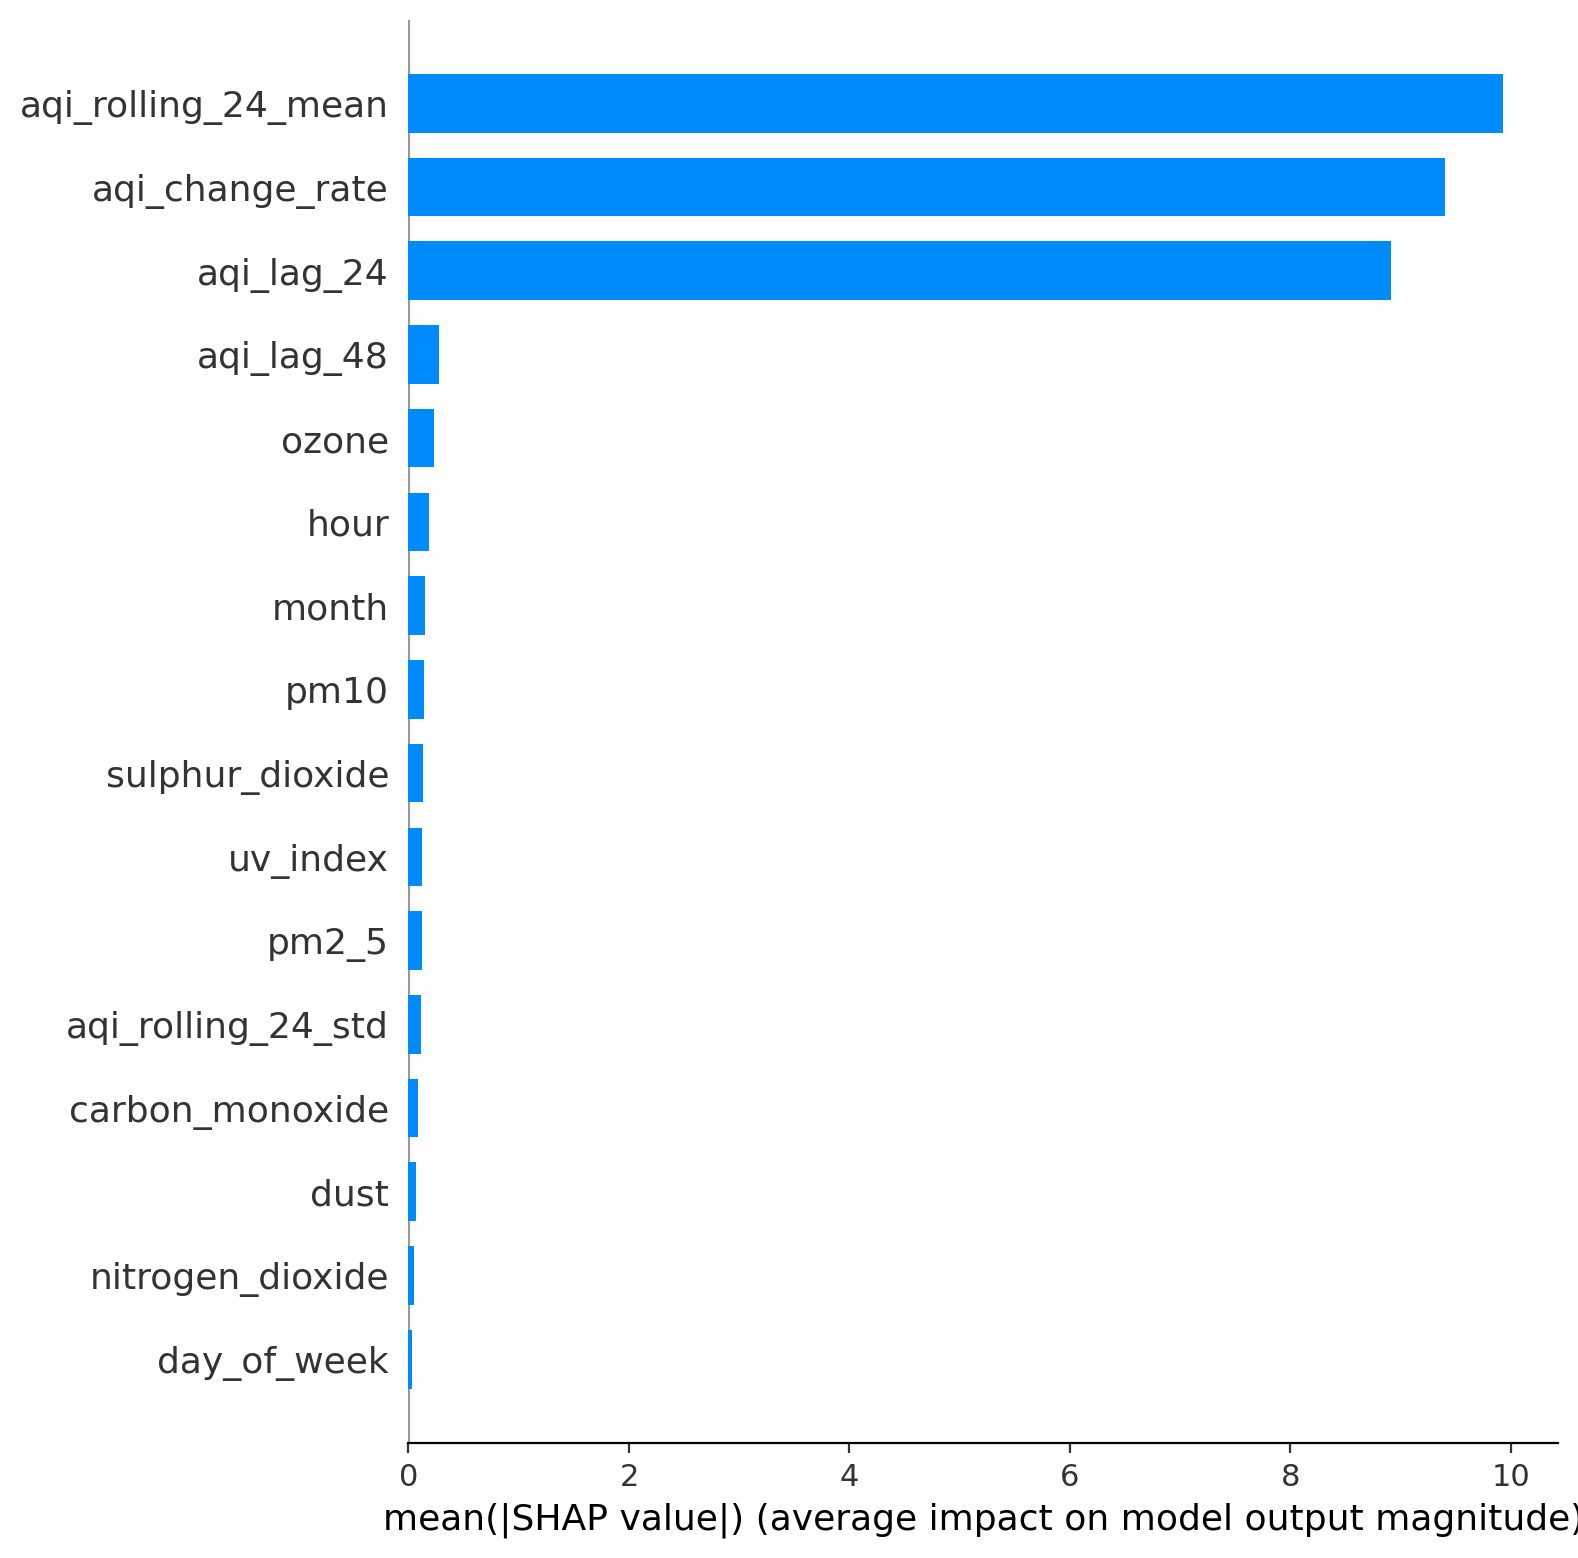 aqi_rolling_24_mean
aqi_change_rate
aqi_lag_24
aqi_lag_48
ozone
hour
month
pm10
sulphur_dioxide
uv_index
pm2_5
aqi_rolling_24_std
carbon_monoxide
dust
nitrogen_dioxide
day_of_week
0 2 4 6 8 10
mean(|SHAP value|) (average impact on model output magnitude)